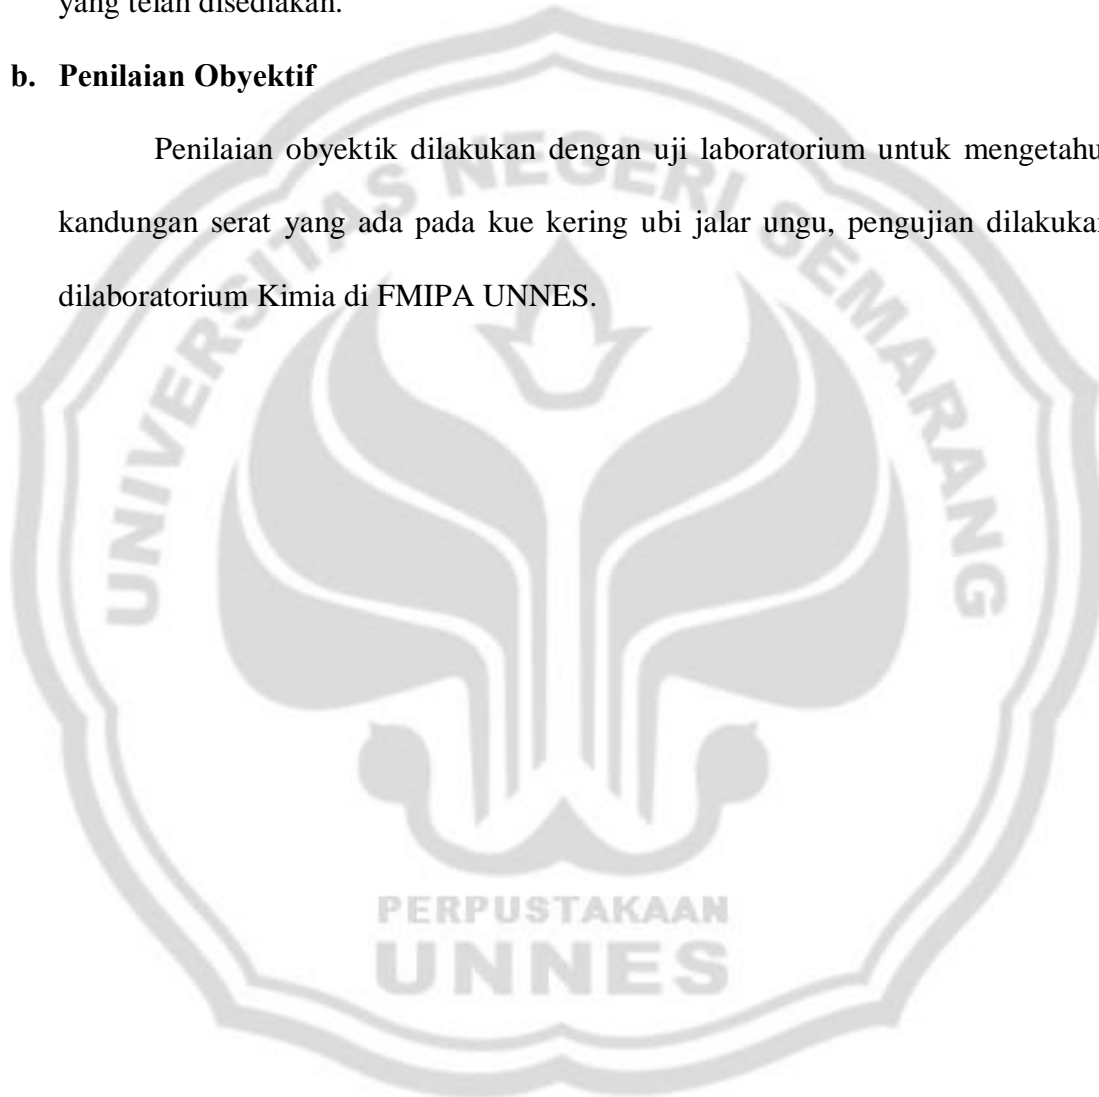 yang telah disediakan.
b. Penilaian Obyektif
Penilaian obyektik dilakukan dengan uji laboratorium untuk mengetahu
kandungan serat yang ada pada kue kering ubi jalar ungu, pengujian dilakukan
dilaboratorium Kimia di FMIPA UNNES.
UNIVERSITAS NEGERI SEMARANG
PERPUSTAKAAN
UNNES